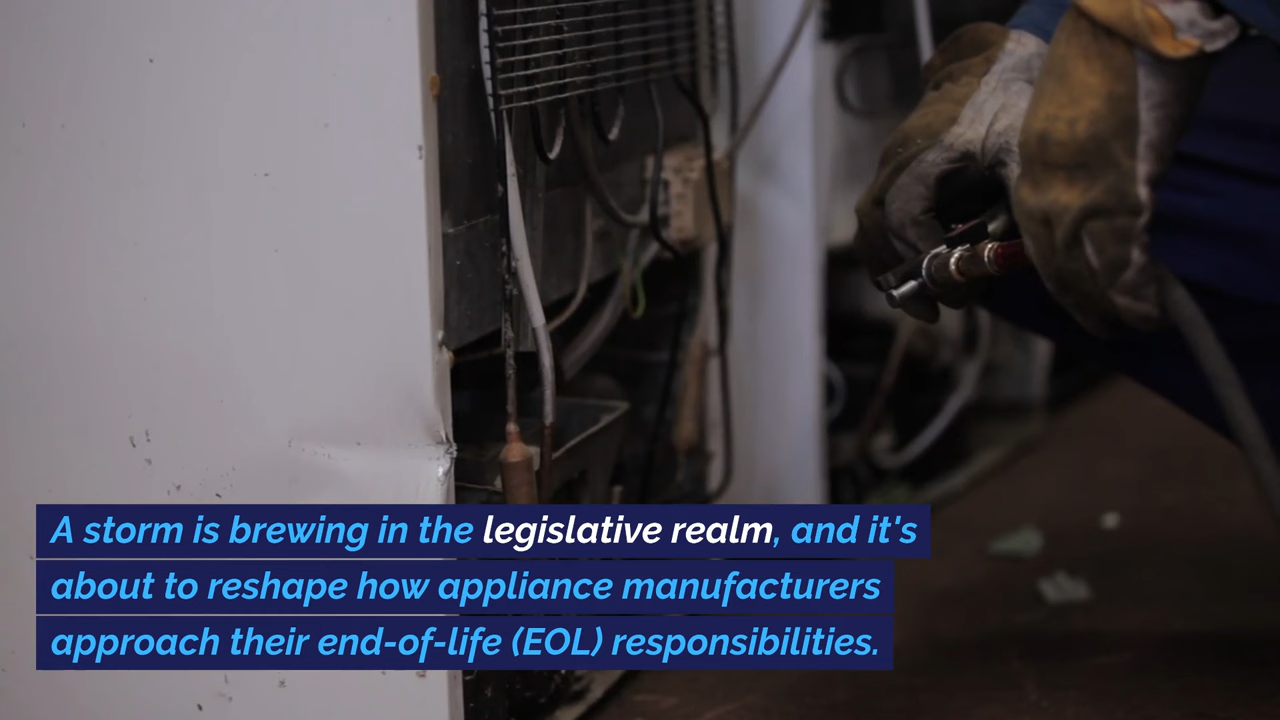 A storm is brewing in the legislative realm, and it's
about to reshape how appliance manufacturers
approach their end-of-life (EOL) responsibilities.